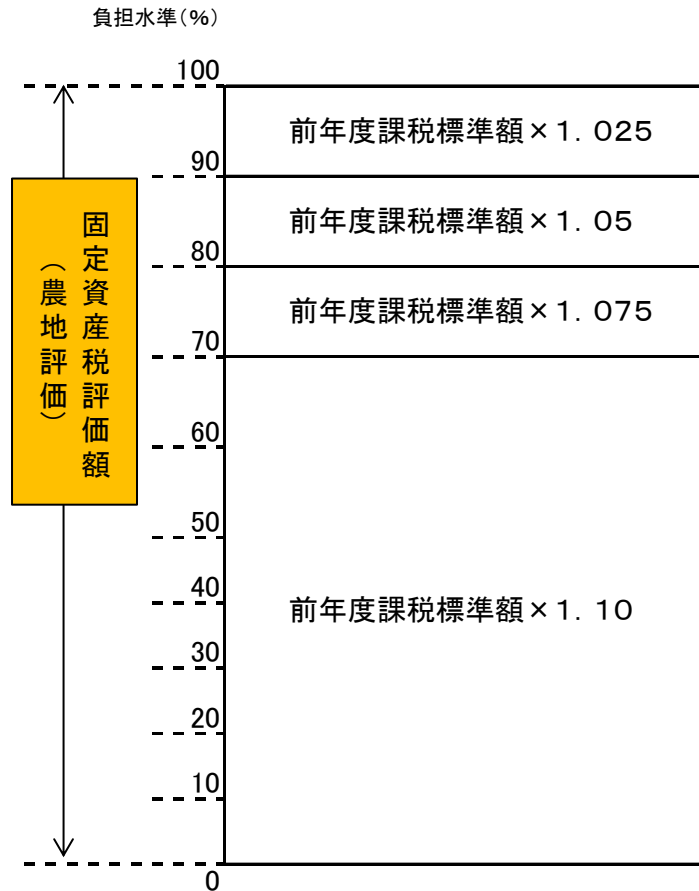 負担水準(%)
100
前年度課税標準額×1．025
90
前年度課税標準額×1．05
80
前年度課税標準額×1．075
70
固定資産税評価額
（農地評価）
60
50
40
前年度課税標準額×1．10
30
20
10
0